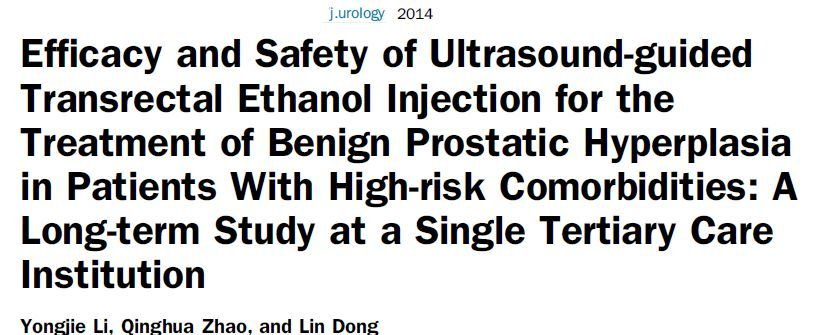 j.urology 2014
Efficacy and Safety of Ultrasound-guided
Transrectal Ethanol Injection for the
Treatment of Benign Prostatic Hyperplasia
in Patients With High-risk Comorbidities: A
Long-term Study at a Single Tertiary Care
Institution
Yongjie Li, Qinghua Zhao, and Lin Dong